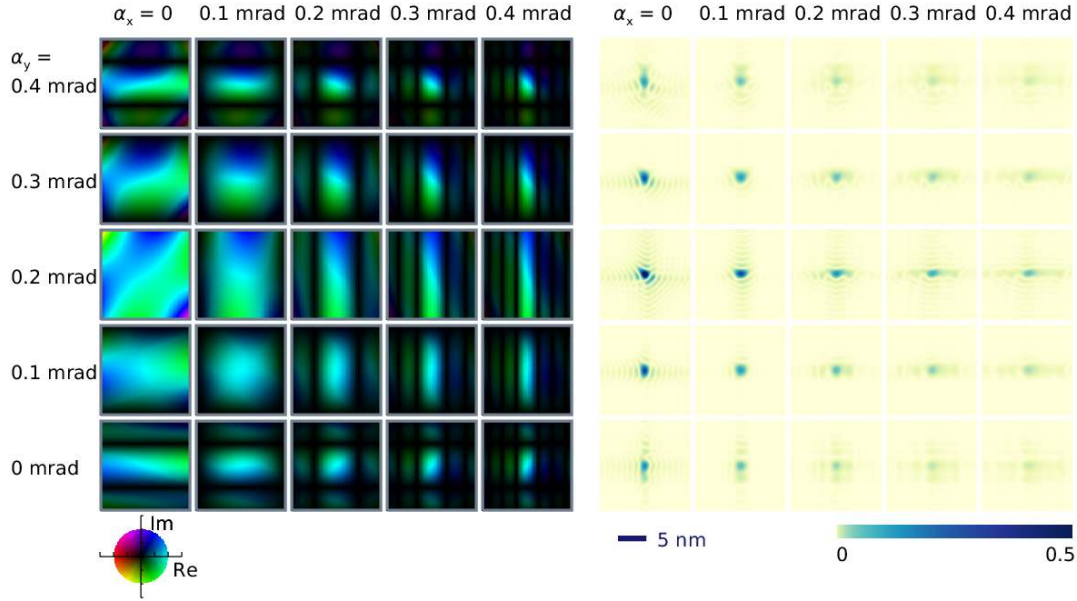 αx = 0 0.1 mrad 0.2 mrad 0.3 mrad 0.4 mrad αx = 0 0.1 mrad 0.2 mrad 0.3 mrad 0.4 mrad
αy =
0.4 mrad
0.3 mrad
0.2 mrad
0.1 mrad
0 mrad
Im
Re
5 nm
0 0.5